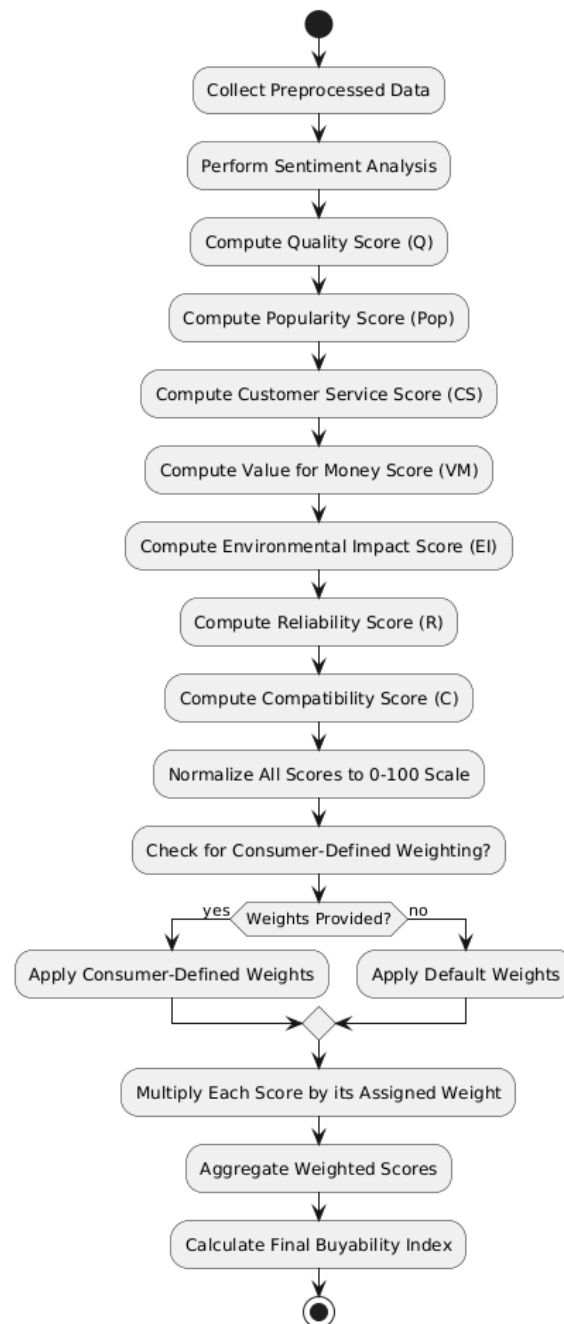 Collect Preprocessed Data
Perform Sentiment Analysis
Compute Quality Score (Q)
Compute Popularity Score (Pop)
Compute Customer Service Score (CS)
Compute Value for Money Score (VM)
Compute Environmental Impact Score (EI)
Compute Reliability Score (R)
Compute Compatibility Score (C)
Normalize All Scores to 0-100 Scale
Check for Consumer-Defined Weighting?
yes
Weights Provided?
no
Apply Consumer-Defined Weights
Apply Default Weights
Multiply Each Score by its Assigned Weight
Aggregate Weighted Scores
Calculate Final Buyability Index